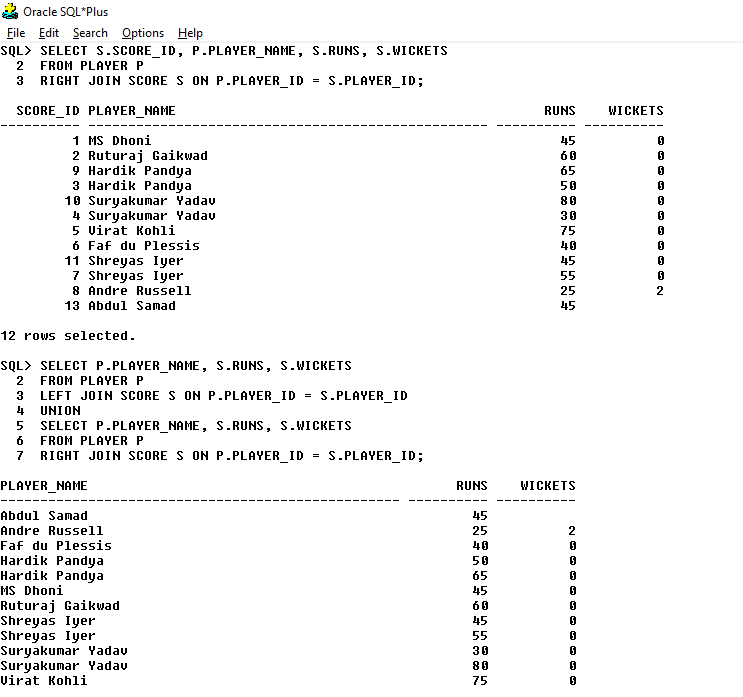 Oracle SQL*Plus
File Edit Search Options Help
SQL> SELECT S.SCORE_ID, P.PLAYER_NAME, S.RUNS, S.WICKETS
  2  FROM PLAYER P
  3  RIGHT JOIN SCORE S ON P.PLAYER_ID = S.PLAYER_ID;
  SCORE_ID PLAYER_NAME                                              RUNS    WICKETS
---------- -------------------------------------------------- ---------- ----------
         1 MS Dhoni                                                   45          0
         2 Ruturaj Gaikwad                                            60          0
         9 Hardik Pandya                                              65          0
         3 Hardik Pandya                                              50          0
        10 Suryakumar Yadav                                           80          0
         4 Suryakumar Yadav                                           30          0
         5 Virat Kohli                                                75          0
         6 Faf du Plessis                                             40          0
        11 Shreyas Iyer                                               45          0
         7 Shreyas Iyer                                               55          0
         8 Andre Russell                                              25          2
        13 Abdul Samad                                                45
12 rows selected.
SQL> SELECT P.PLAYER_NAME, S.RUNS, S.WICKETS
  2  FROM PLAYER P
  3  LEFT JOIN SCORE S ON P.PLAYER_ID = S.PLAYER_ID
  4  UNION
  5  SELECT P.PLAYER_NAME, S.RUNS, S.WICKETS
  6  FROM PLAYER P
  7  RIGHT JOIN SCORE S ON P.PLAYER_ID = S.PLAYER_ID;
PLAYER_NAME                                              RUNS    WICKETS
-------------------------------------------------- ---------- ----------
Abdul Samad                                                45
Andre Russell                                              25          2
Faf du Plessis                                             40          0
Hardik Pandya                                              50          0
Hardik Pandya                                              65          0
MS Dhoni                                                   45          0
Ruturaj Gaikwad                                            60          0
Shreyas Iyer                                               45          0
Shreyas Iyer                                               55          0
Suryakumar Yadav                                           30          0
Suryakumar Yadav                                           80          0
Virat Kohli                                                75          0